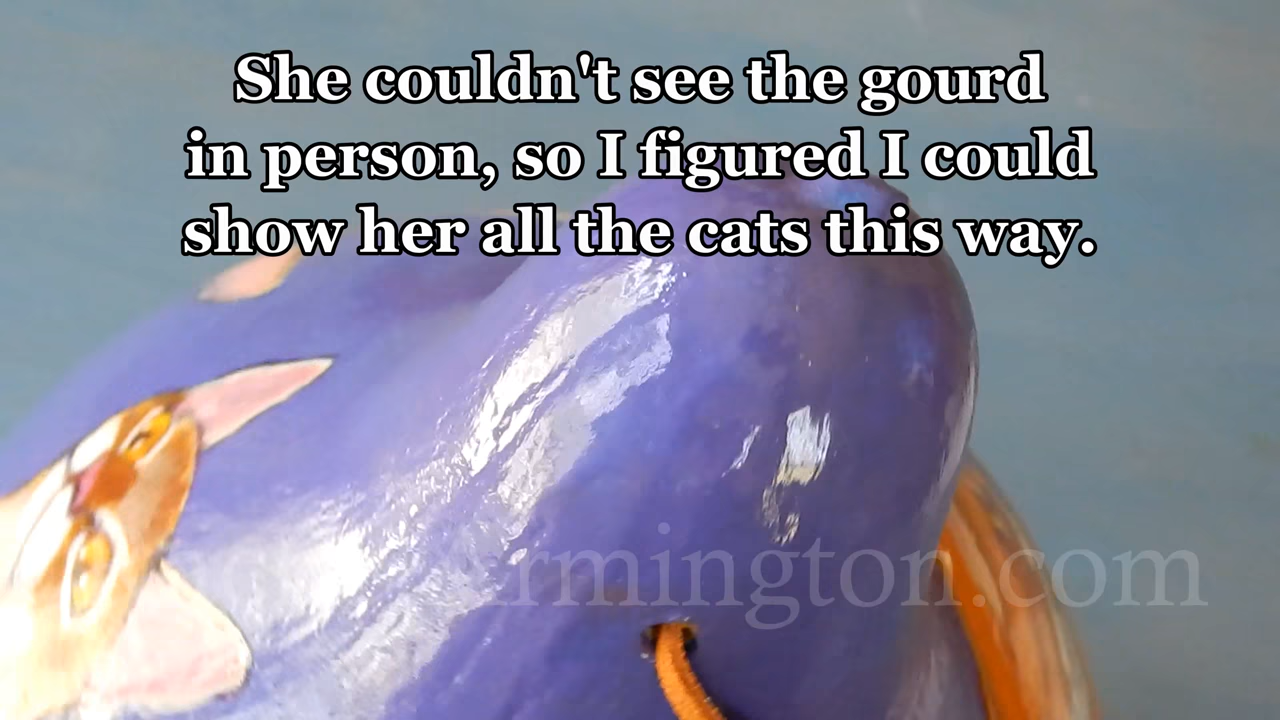 She couldn't see the gourd
in person, so I figured I could
show her all the cats this way.